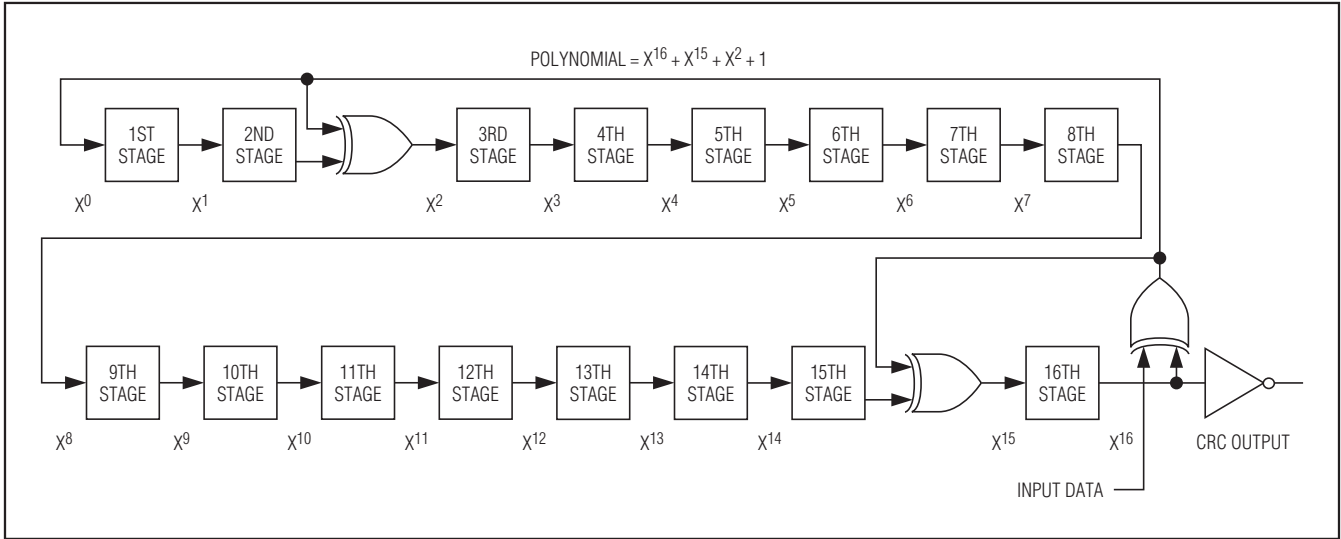 POLYNOMIAL = X16 + X15 + X2 + 1
1ST STAGE
2ND STAGE
3RD STAGE
4TH STAGE
5TH STAGE
6TH STAGE
7TH STAGE
8TH STAGE
X0
X1
X2
X3
X4
X5
X6
X7
9TH STAGE
10TH STAGE
11TH STAGE
12TH STAGE
13TH STAGE
14TH STAGE
15TH STAGE
16TH STAGE
X8
X9
X10
X11
X12
X13
X14
X15
X16
CRC OUTPUT
INPUT DATA